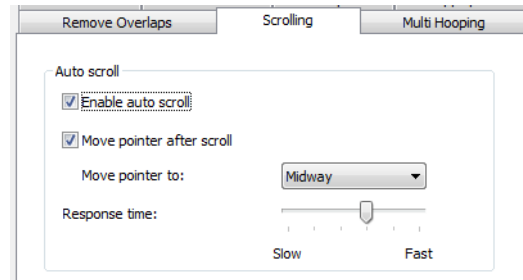 Remove Overlaps Scrolling Multi Hooping
Auto scroll
Enable auto scroll
Move pointer after scroll
Move pointer to: Midway
Response time:
Slow Fast